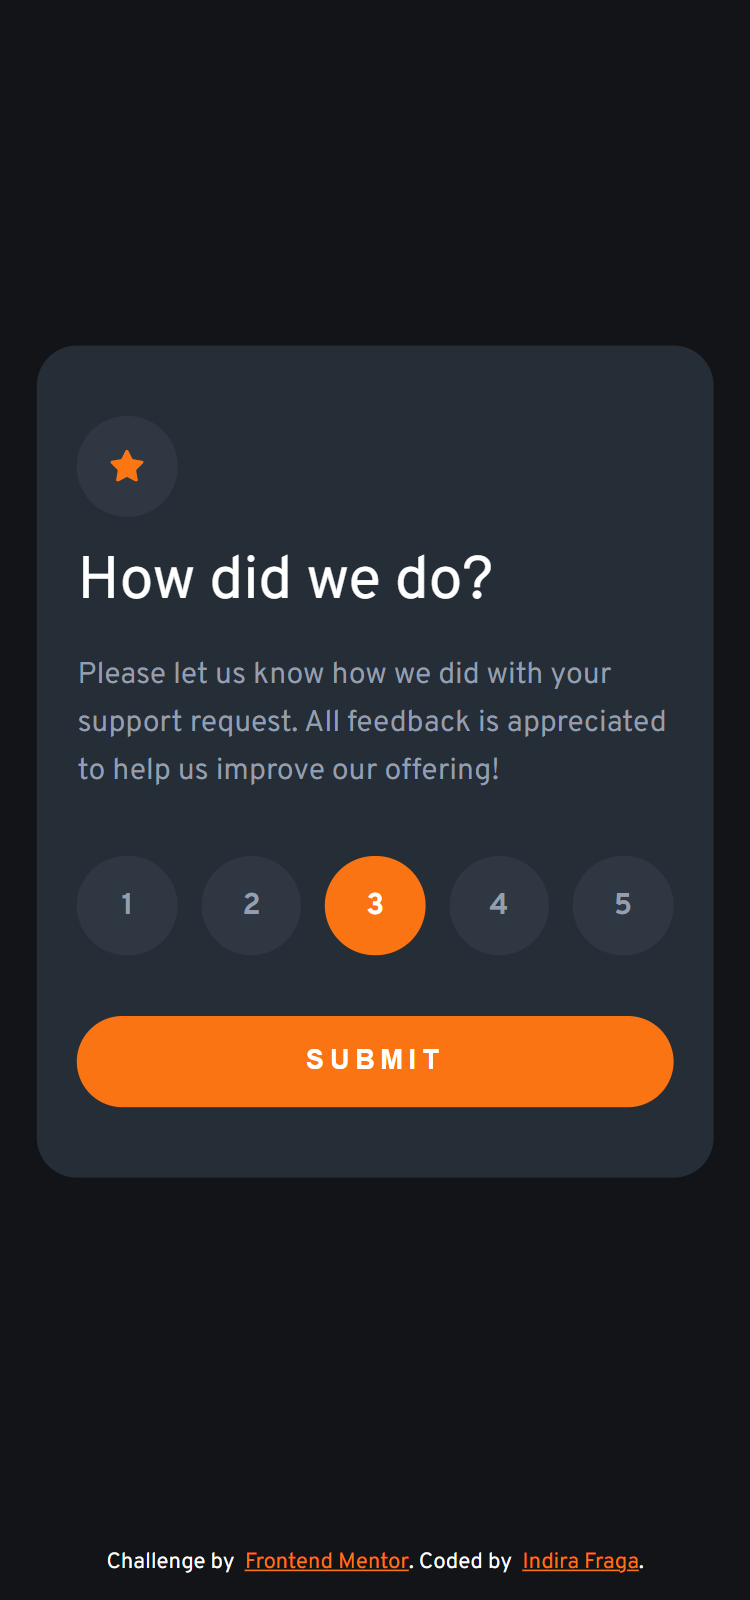 How did we do?
Please let us know how we did with your
support request. All feedback is appreciated
to help us improve our offering!
1 2 3 4 5
SUBMIT
Challenge by Frontend Mentor. Coded by Indira Fraga.